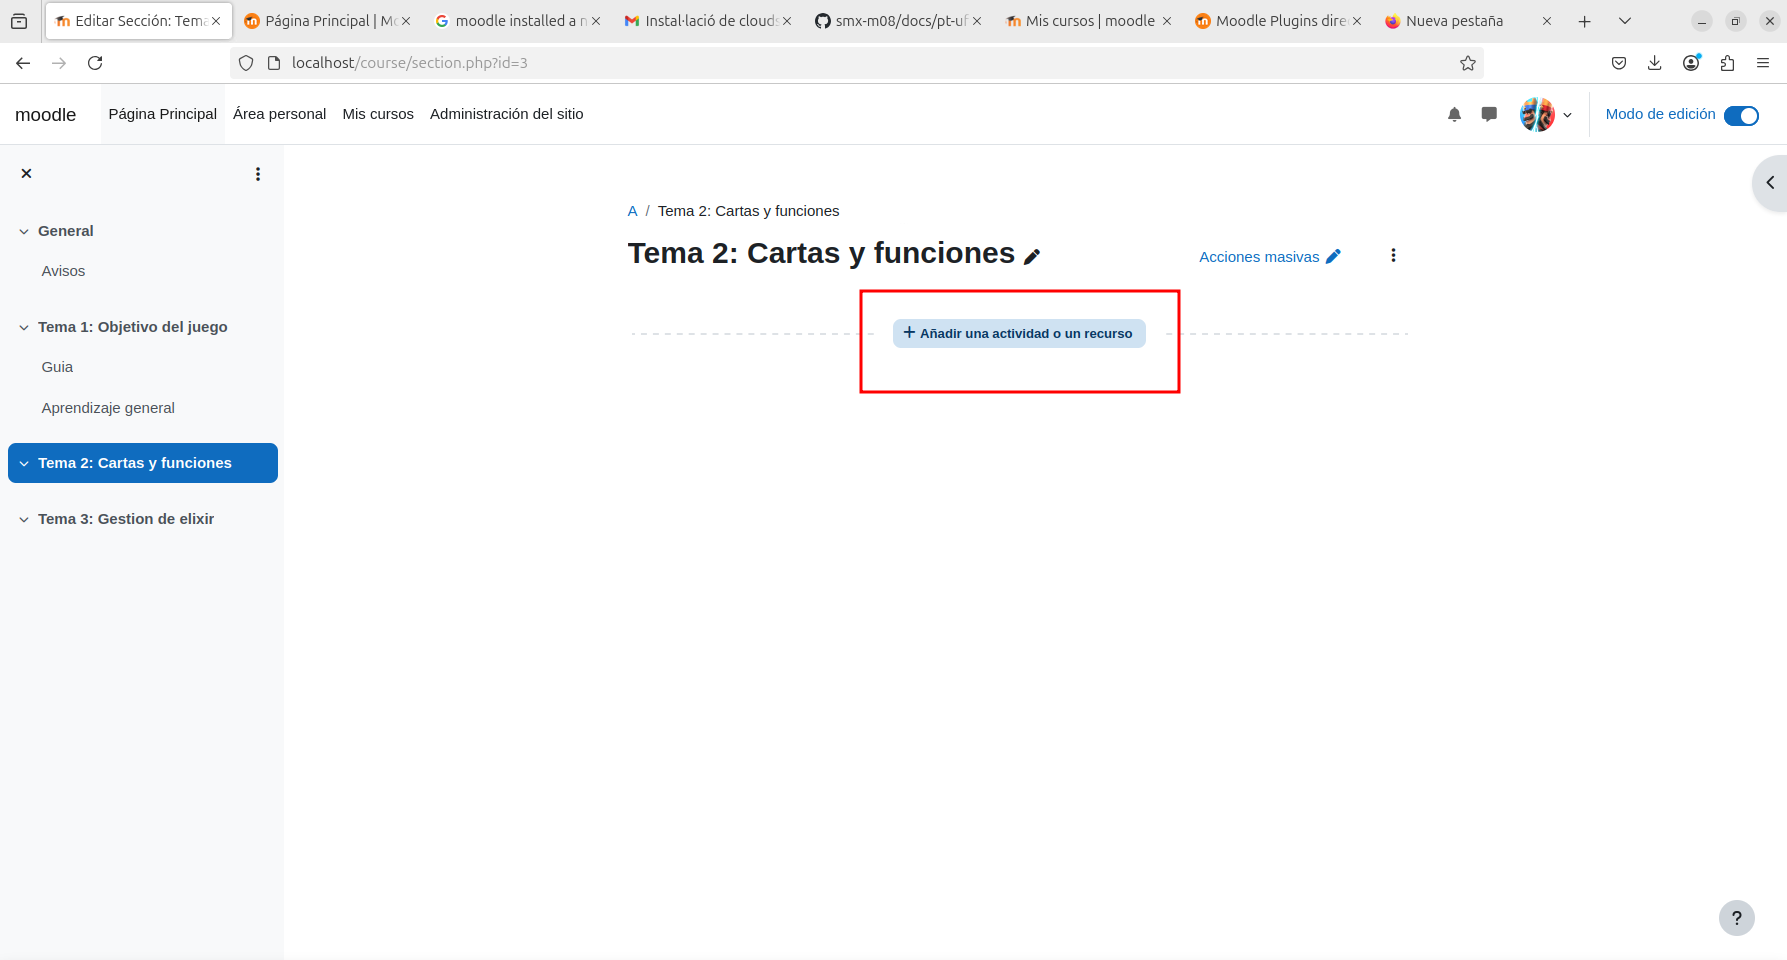 Editar Sección: Tema
Página Principal | Mo
moodle installed a n
Instal·lació de clouds
smx-m08/docs/pt-uf
Mis cursos | moodle
Moodle Plugins dire
Nueva pestaña
localhost/course/section.php?id=3
moodle
Página Principal
Área personal
Mis cursos
Administración del sitio
Modo de edición
General
Avisos
Tema 1: Objetivo del juego
Guia
Aprendizaje general
Tema 2: Cartas y funciones
Tema 3: Gestion de elixir
A / Tema 2: Cartas y funciones
Tema 2: Cartas y funciones
Acciones masivas
+ Añadir una actividad o un recurso
?